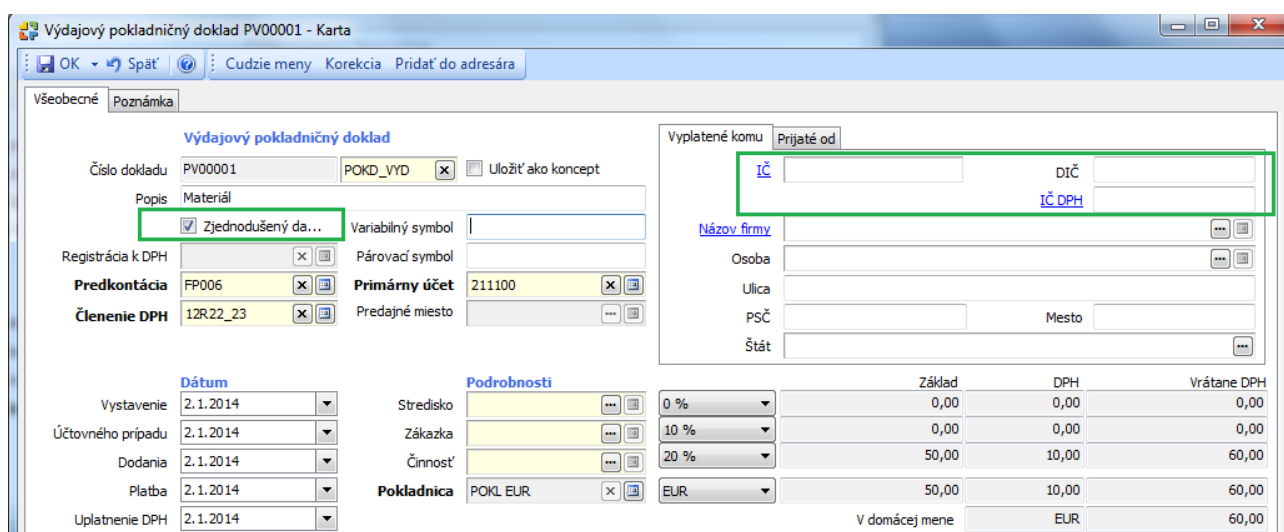 Výdajový pokladničný doklad PV00001 - Karta
OK Späť Cudzie meny Korekcia Pridať do adresára
Všeobecné Poznámka
Výdajový pokladničný doklad
Číslo dokladu PV00001 POKD_VYD Uložiť ako koncept
Popis Materiál
Zjednodušený da... Variabilný symbol
Registrácia k DPH Párovací symbol
Predkontácia FP006 Primárny účet 211100
Členenie DPH 12R22_23 Predajné miesto
Vyplatené komu Prijaté od
IČ DIČ
IČ DPH
Názov firmy
Osoba
Ulica
PSČ Mesto
Štát
Dátum Podrobnosti Základ DPH Vrátane DPH
Vystavenie 2.1.2014 Stredisko 0 % 0,00 0,00 0,00
Účtovného prípadu 2.1.2014 Zákazka 10 % 0,00 0,00 0,00
Dodania 2.1.2014 Činnosť 20 % 50,00 10,00 60,00
Platba 2.1.2014 Pokladnica POKL EUR EUR 50,00 10,00 60,00
Uplatnenie DPH 2.1.2014 V domácej mene EUR 60,00